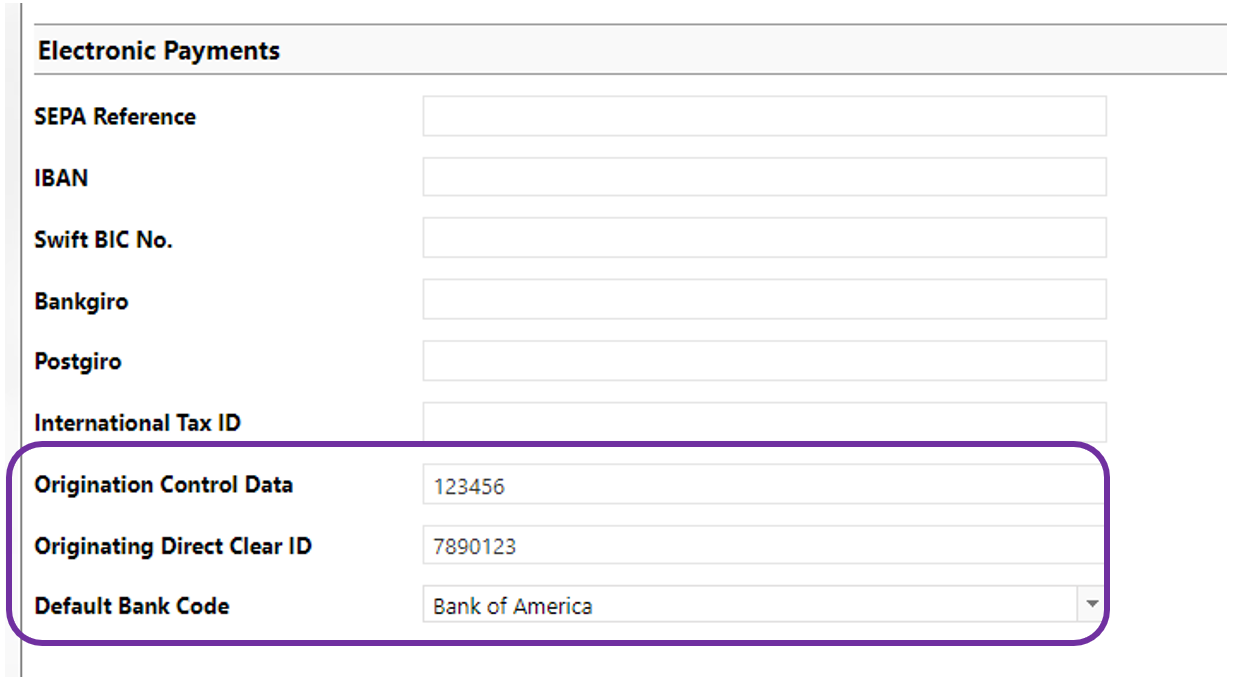 Electronic Payments
SEPA Reference
IBAN
Swift BIC No.
Bankgiro
Postgiro
International Tax ID
Origination Control Data 123456
Originating Direct Clear ID 7890123
Default Bank Code Bank of America